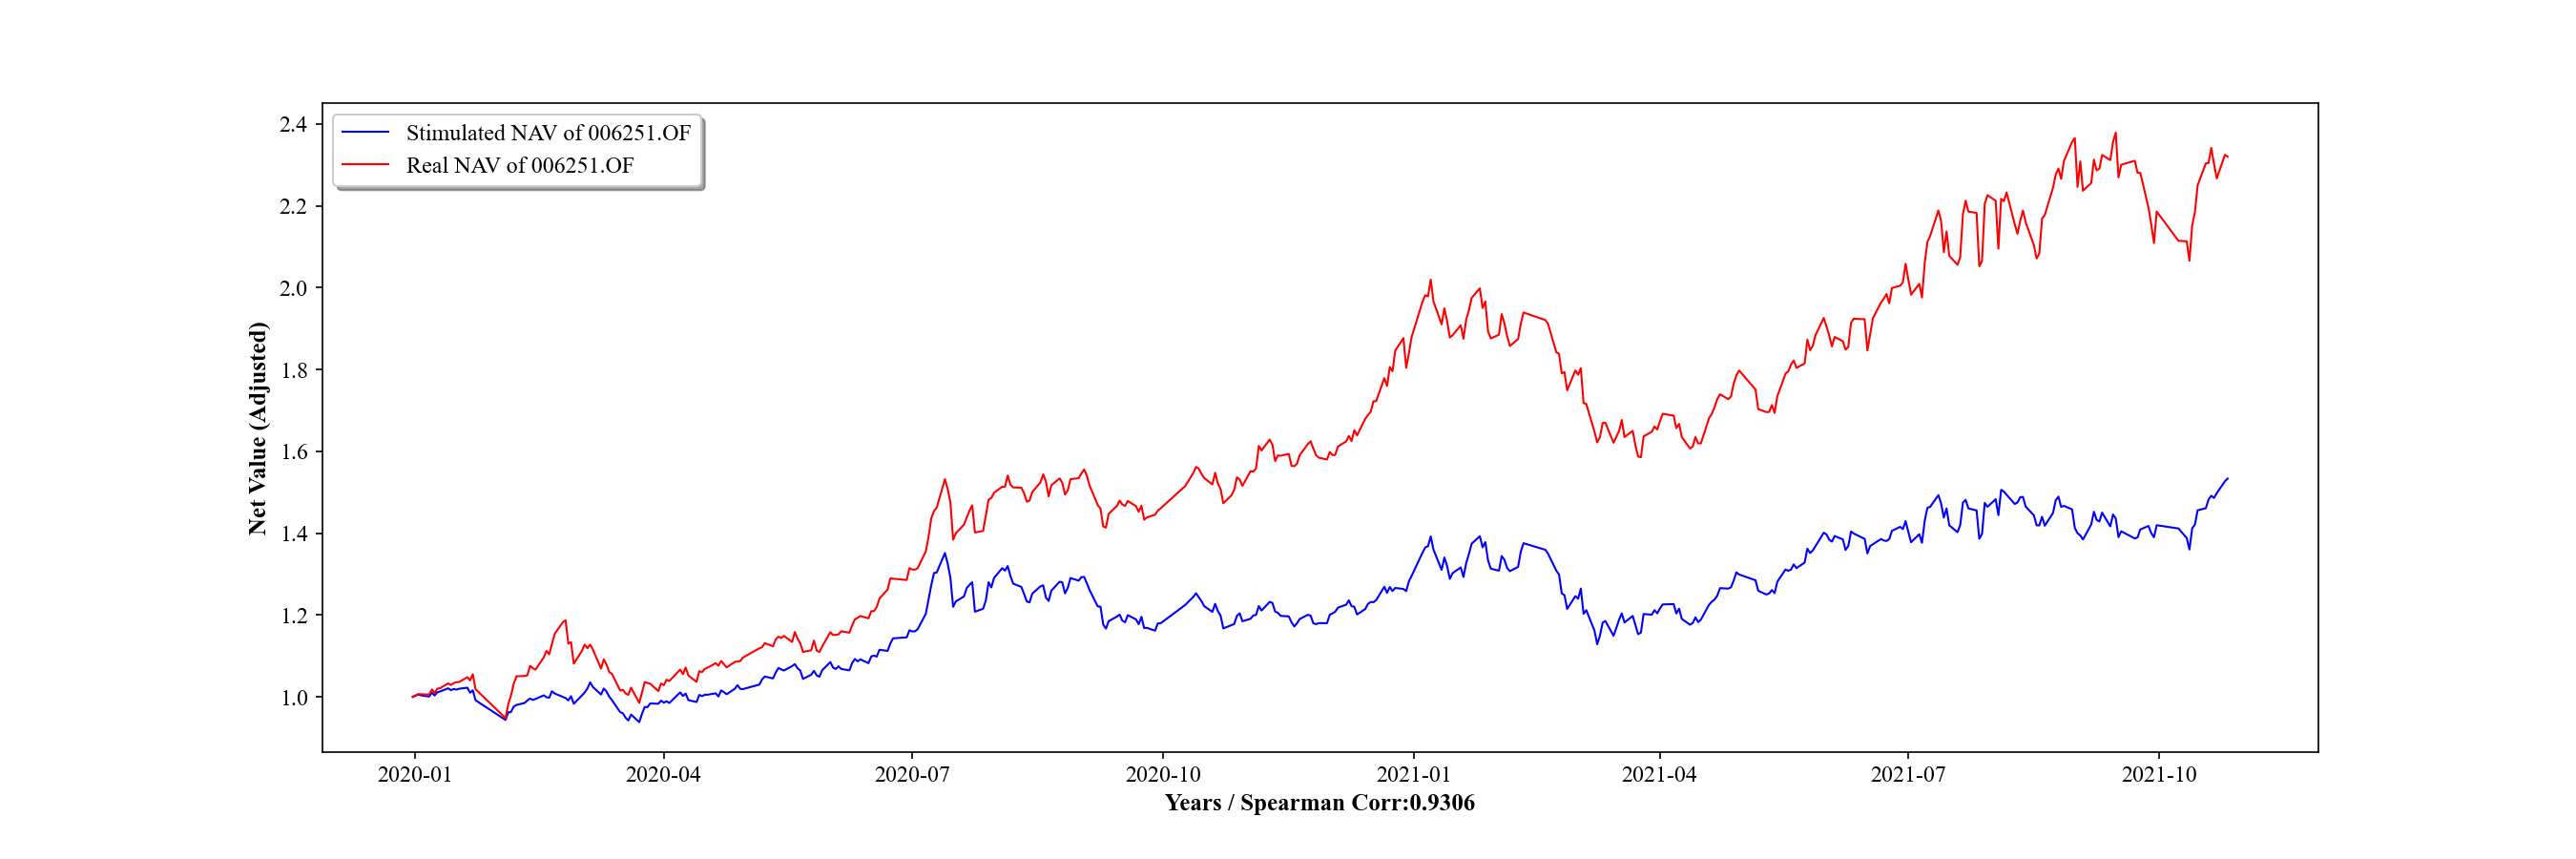 Stimulated NAV of 006251.OF
Real NAV of 006251.OF
Net Value (Adjusted)
2.4
2.2
2.0
1.8
1.6
1.4
1.2
1.0
2020-01 2020-04 2020-07 2020-10 2021-01 2021-04 2021-07 2021-10
Years / Spearman Corr:0.9306